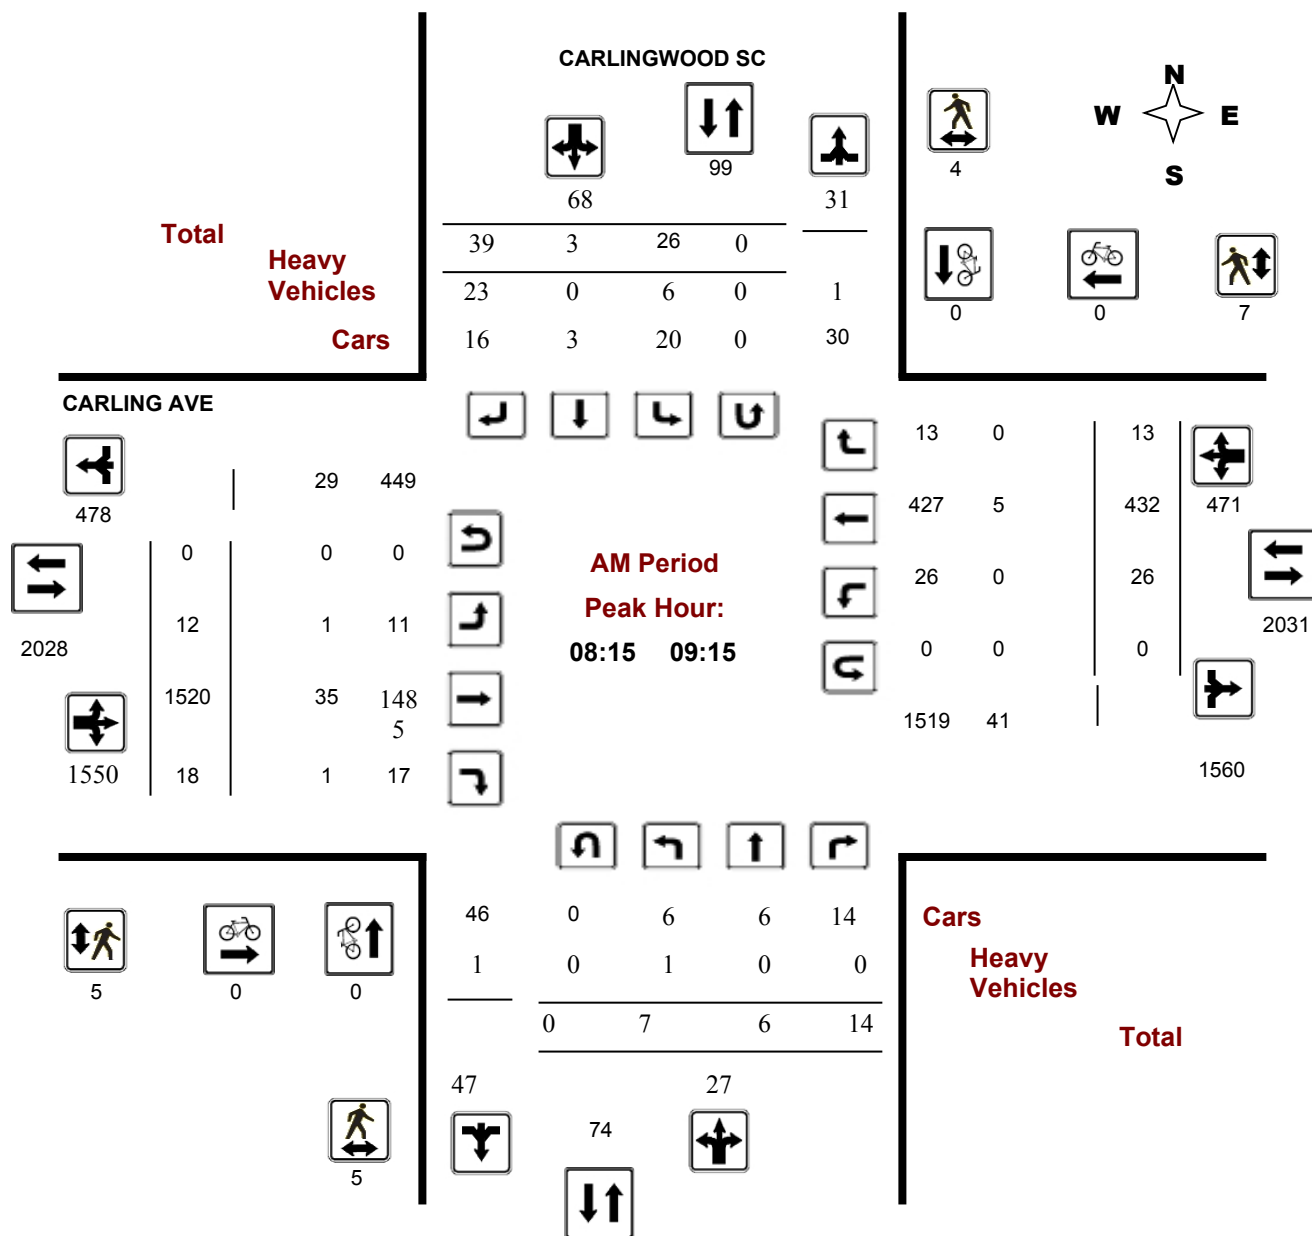 CARLINGWOOD SC
N
W E
S
99
4
68
31
Total
39 3 26 0
Heavy
Vehicles
23 0 6 0 1
0 0 7
Cars
16 3 20 0 30
CARLING AVE
13 0 13
29 449
478
427 5 432 471
0 0 0
AM Period
26 0 26
Peak Hour:
12 1 11
2031
2028
08:15 09:15
0 0 0
1520 35 148
5
1519 41
1550 18 1 17
1560
46 0 6 6 14
Cars
1 0 1 0 0
Heavy
Vehicles
5 0 0
0 7 6 14
Total
47 27
74
5